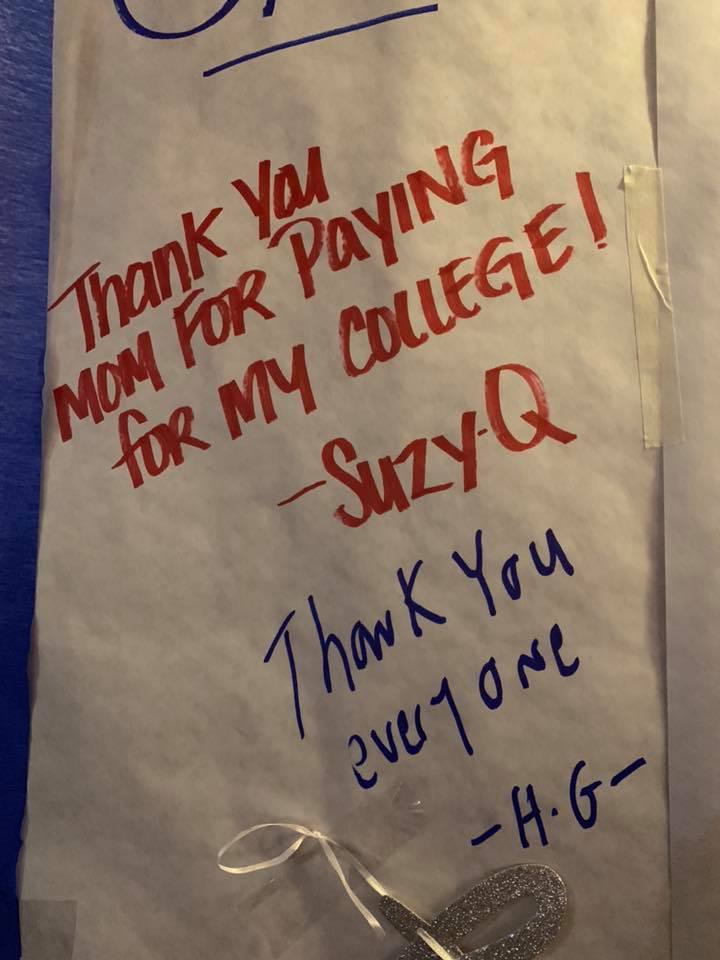 Thank You
MOM FOR PAYING
for MY COLLEGE!
-Suzy-Q
Thank You
everyone
-H.G-